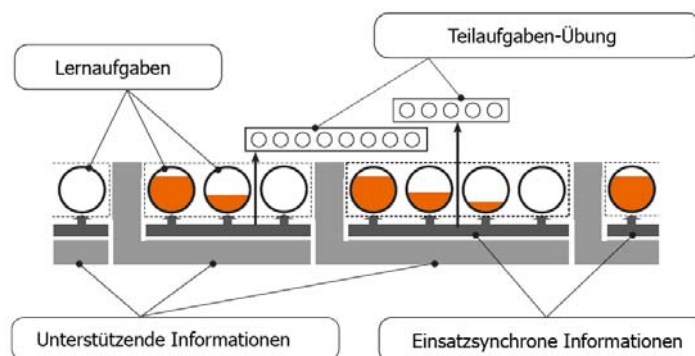 Teilaufgaben-Übung
Lernaufgaben
Unterstützende Informationen
Einsatzsynchrone Informationen